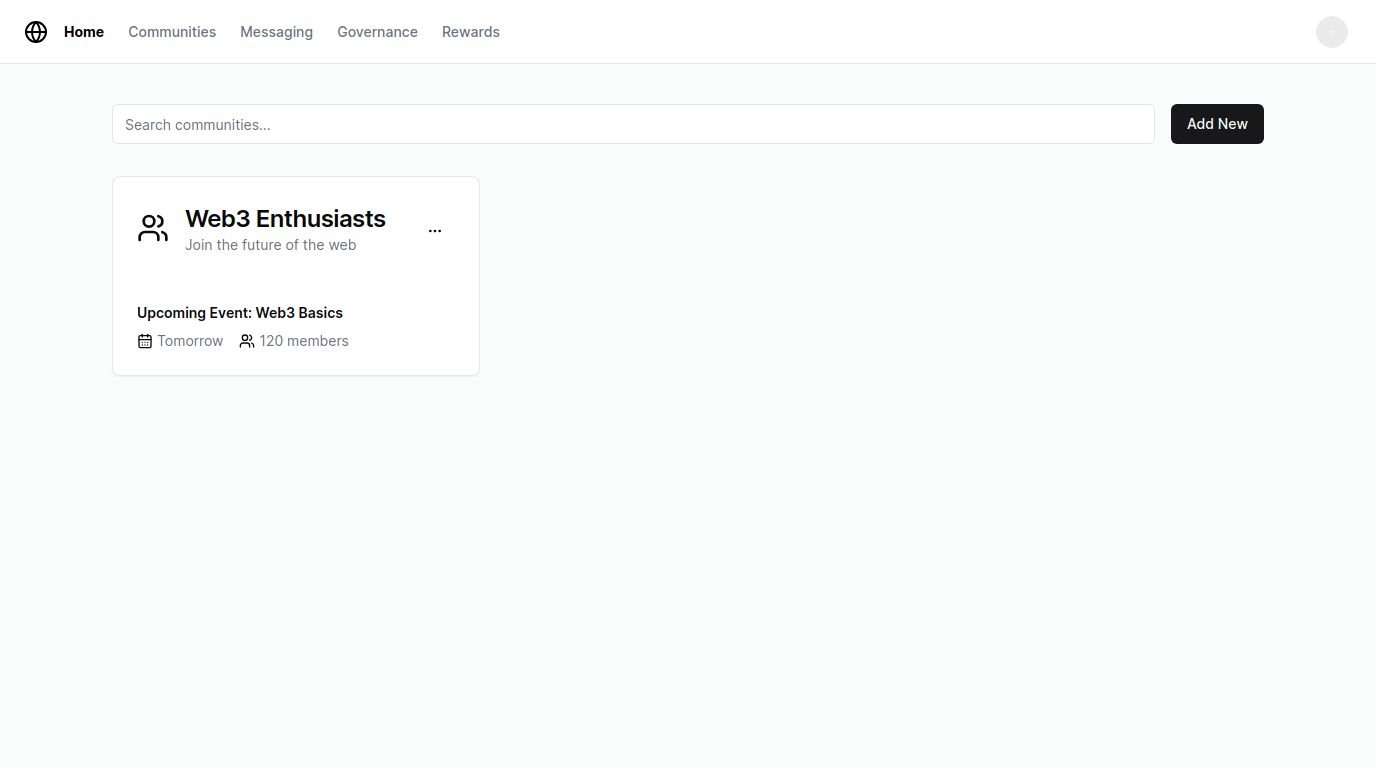 Home Communities Messaging Governance Rewards
Search communities... Add New
Web3 Enthusiasts
Join the future of the web
Upcoming Event: Web3 Basics
Tomorrow 120 members